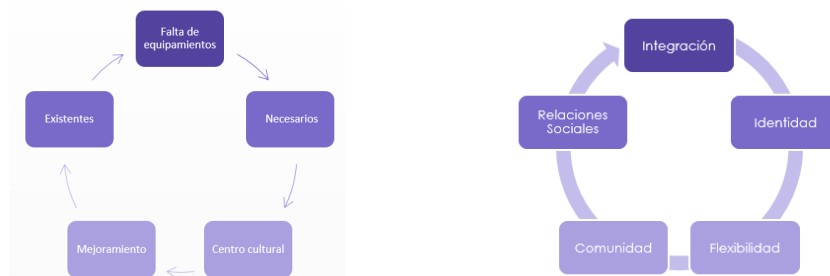 Falta de
equipamientos
Necesarios
Centro cultural
Mejoramiento
Existentes
Integración
Identidad
Flexibilidad
Comunidad
Relaciones
Sociales